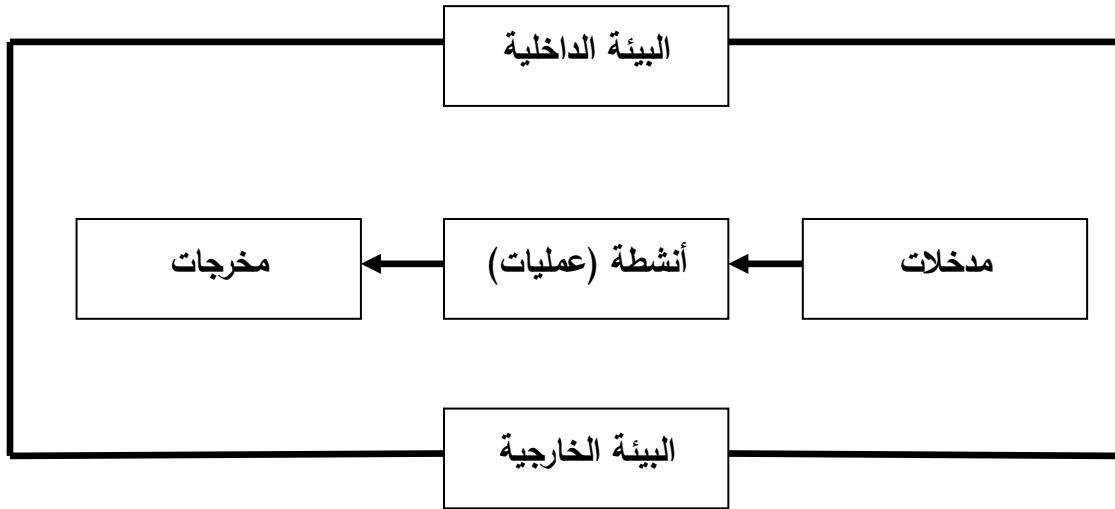 البيئة الداخلية
مدخلات
أنشطة (عمليات)
مخرجات
البيئة الخارجية